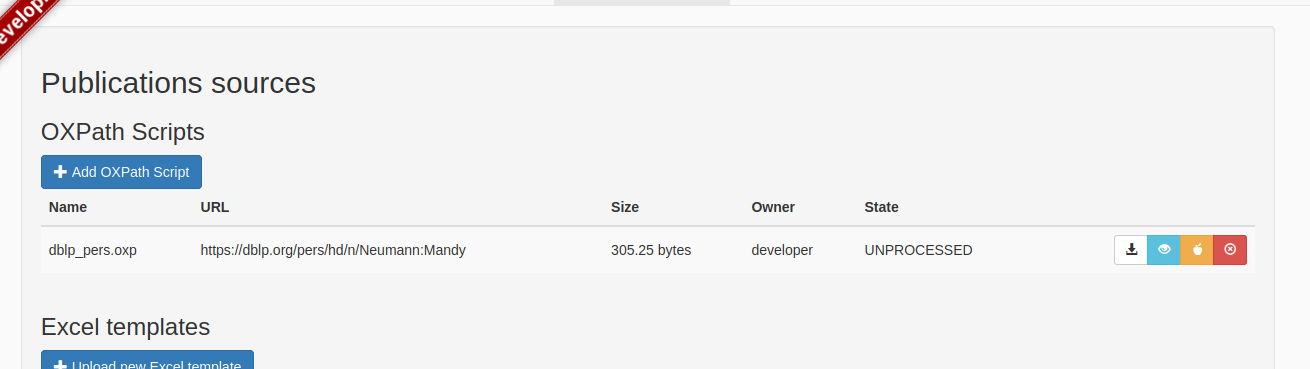 Publications sources
OXPath Scripts
Add OXPath Script
Name URL Size Owner State
dblp_pers.oxp https://dblp.org/pers/hd/n/Neumann:Mandy 305.25 bytes developer UNPROCESSED
Excel templates
Upload new Excel template